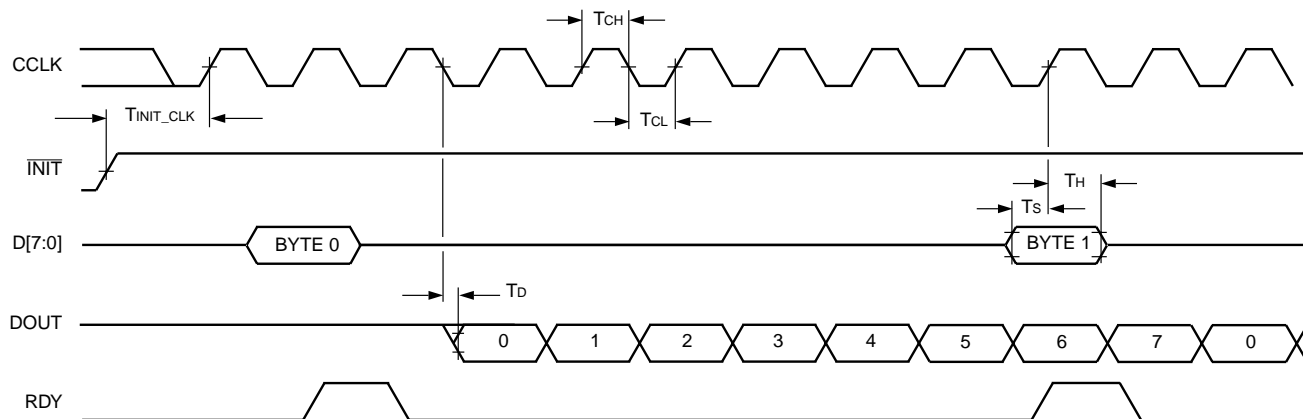 TCH
CCLK
TINIT_CLK
TCL
INIT
TH
TS
D[7:0]
BYTE 0
BYTE 1
TD
DOUT
0 1 2 3 4 5 6 7 0
RDY